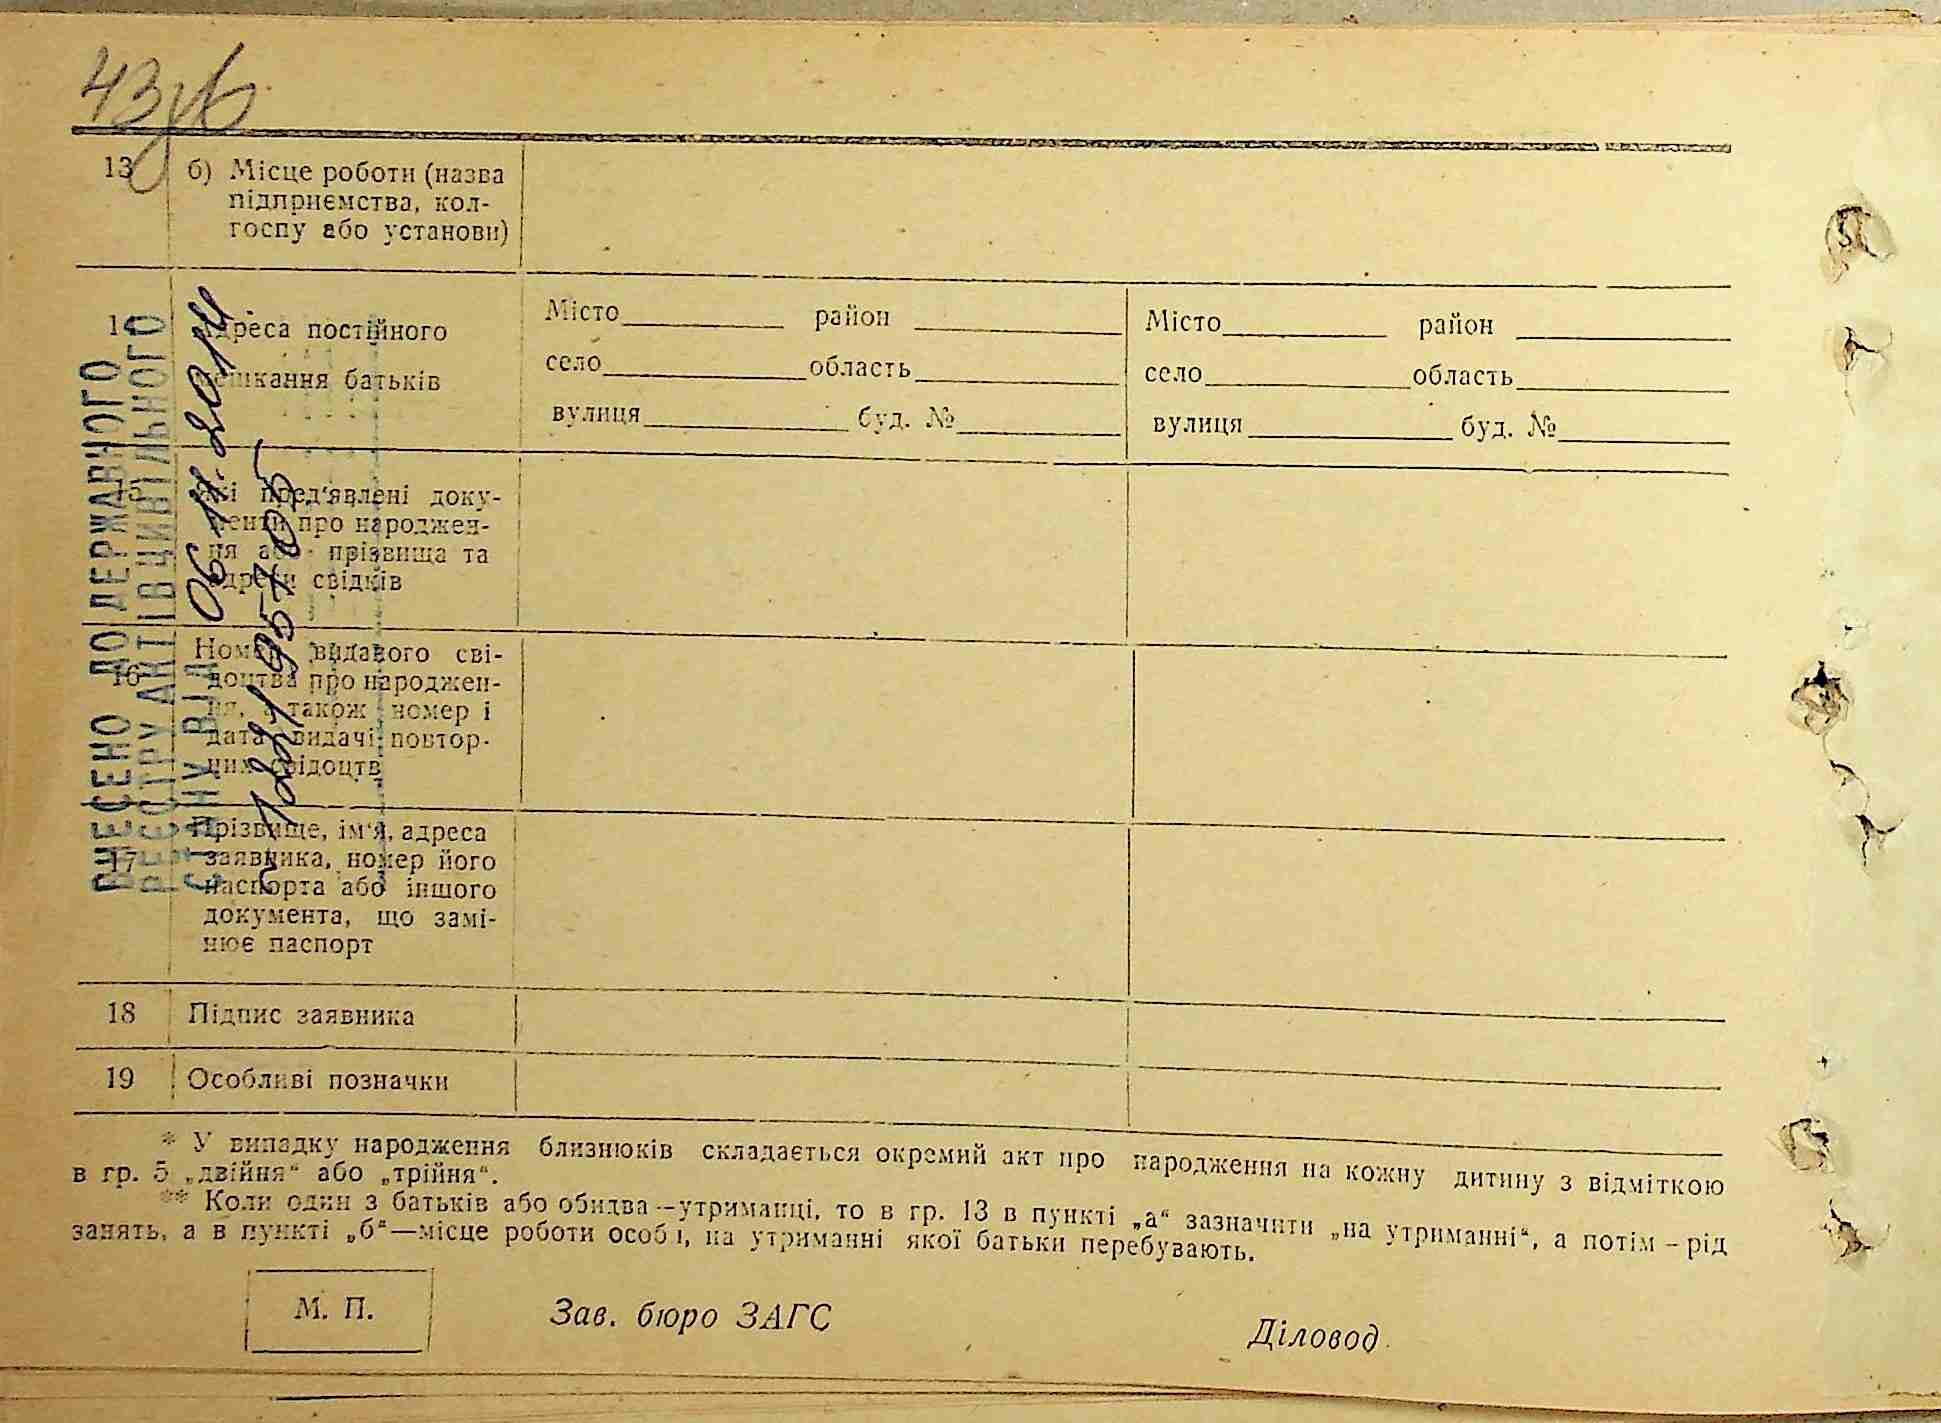 43зв
13 б) Місце роботи (назва
підприємства, кол-
госпу або установи)
14 Адреса постійного
мешкання батьків
Місто район
село область
вулиця буд. №
Місто район
село область
вулиця буд. №
15 Які пред'явлені доку-
менти про народжен-
ня або прізвища та
адреси свідків
16 Номер виданого сві-
доцтва про народжен-
ня, а також номер і
дата видачі повтор-
них свідоцтв
17 Прізвище, ім'я, адреса
заявника, номер його
паспорта або іншого
документа, що замі-
нює паспорт
18 Підпис заявника
19 Особливі позначки
ВНЕСЕНО ДО ДЕРЖАВНОГО
РЕЄСТРУ АКТІВ ЦИВІЛЬНОГО
СТАНУ ВІД 06.11.2014
* У випадку народження близнюків складається окремий акт про народження на кожну дитину з відміткою
в гр. 5 „двійня“ або „трійня“.
** Коли один з батьків або обидва—утриманці, то в гр. 13 в пункті „а“ зазначити „на утриманні“, а потім – рід
занять, а в пункті „б“—місце роботи особи, на утриманні якої батьки перебувають.
М. П.
Зав. бюро ЗАГС
Діловод